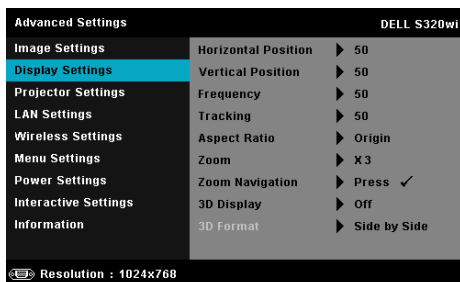 Advanced Settings DELL S320wi
Image Settings Horizontal Position 50
Display Settings Vertical Position 50
Projector Settings Frequency 50
LAN Settings Tracking 50
Wireless Settings Aspect Ratio Origin
Menu Settings Zoom X3
Power Settings Zoom Navigation Press ✓
Interactive Settings 3D Display Off
Information 3D Format Side by Side
Resolution : 1024x768